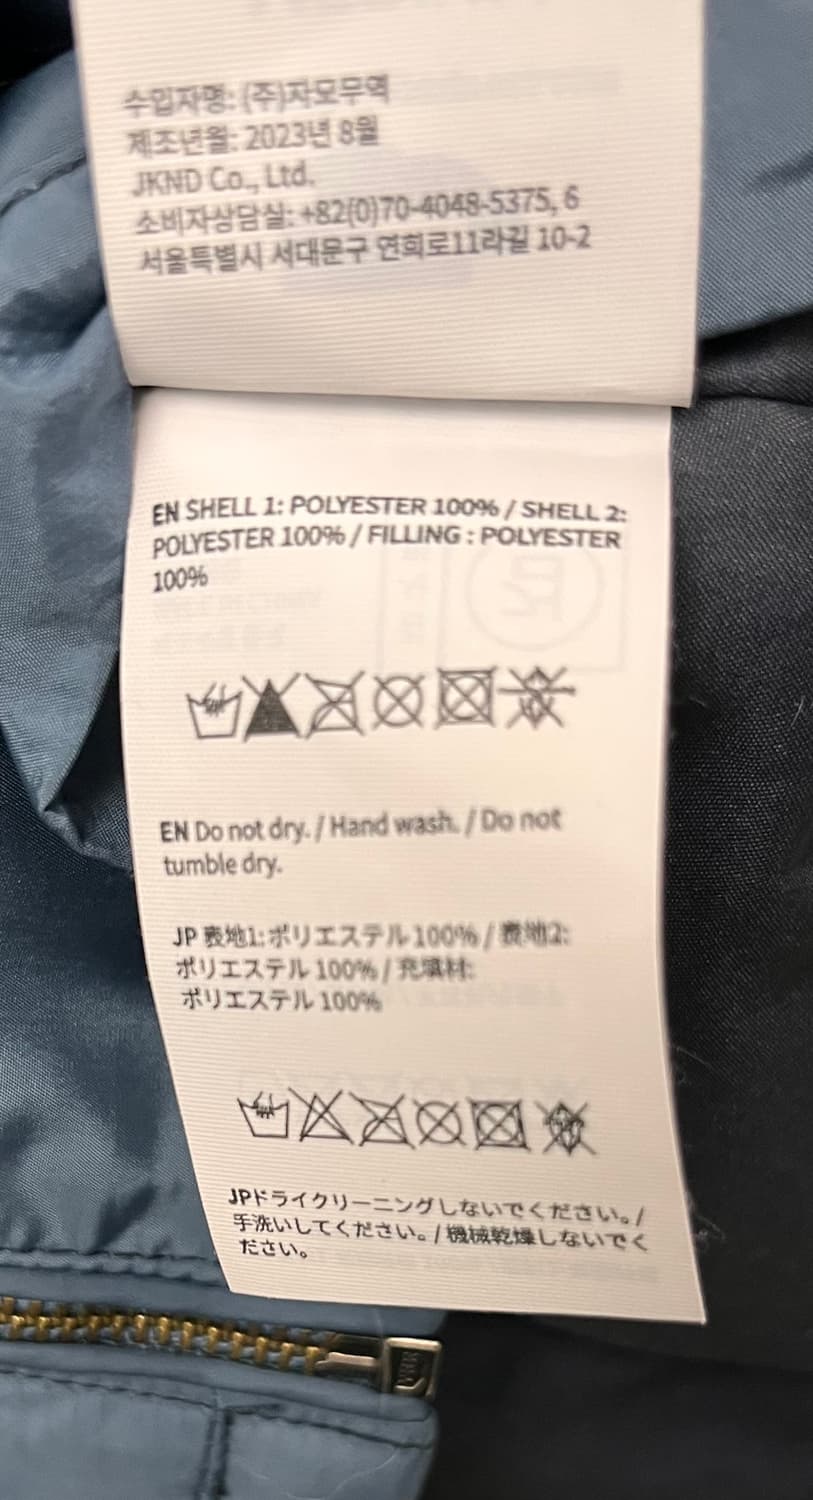 수입자명: (주)자모무역
제조년월: 2023년 8월
JKND Co., Ltd.
소비자상담실: +82(0)70-4048-5375, 6
서울특별시 서대문구 연희로11라길 10-2
EN SHELL 1: POLYESTER 100% / SHELL 2:
POLYESTER 100% / FILLING : POLYESTER
100%
EN Do not dry. / Hand wash. / Do not
tumble dry.
JP 表地1: ポリエステル 100% / 表地2:
ポリエステル 100% / 充填材:
ポリエステル 100%
JPドライクリーニングしないでください。/
手洗いしてください。/ 機械乾燥しないでく
ださい。